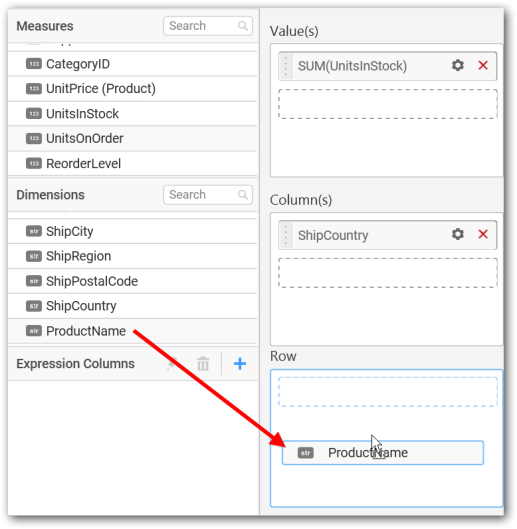 Measures
Search
123 CategoryID
123 UnitPrice (Product)
123 UnitsInStock
123 UnitsOnOrder
123 ReorderLevel
Dimensions
Search
str ShipCity
str ShipRegion
str ShipPostalCode
str ShipCountry
str ProductName
Expression Columns
Value(s)
SUM(UnitsInStock)
Column(s)
ShipCountry
Row
str ProductName